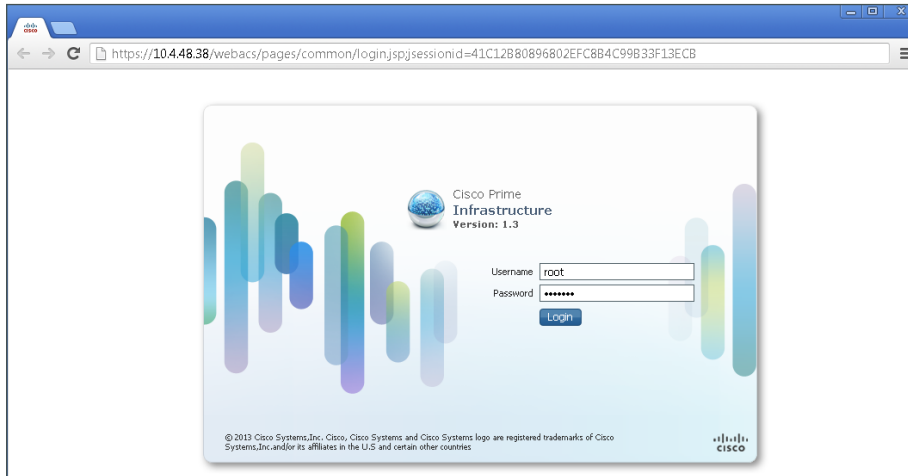 cisco
https://10.4.48.38/webacs/pages/common/login.jsp;jsessionid=41C12B80896802EFC8B4C99B33F13ECB
Cisco Prime
Infrastructure
Version: 1.3
Username root
Password •••••••
Login
© 2013 Cisco Systems,Inc. Cisco, Cisco Systems and Cisco Systems logo are registered trademarks of Cisco
Systems,Inc.and/or its affiliates in the U.S and certain other countries
cisco